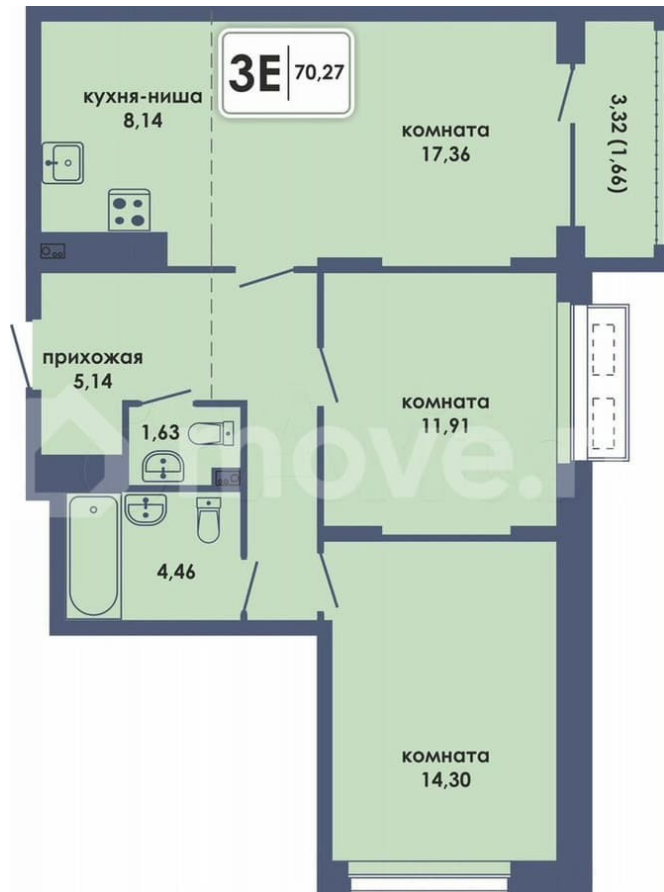 3Е 70,27
кухня-ниша
8,14
комната
17,36
3,32 (1,66)
прихожая
5,14
комната
11,91
1,63
move.r
4,46
комната
14,30